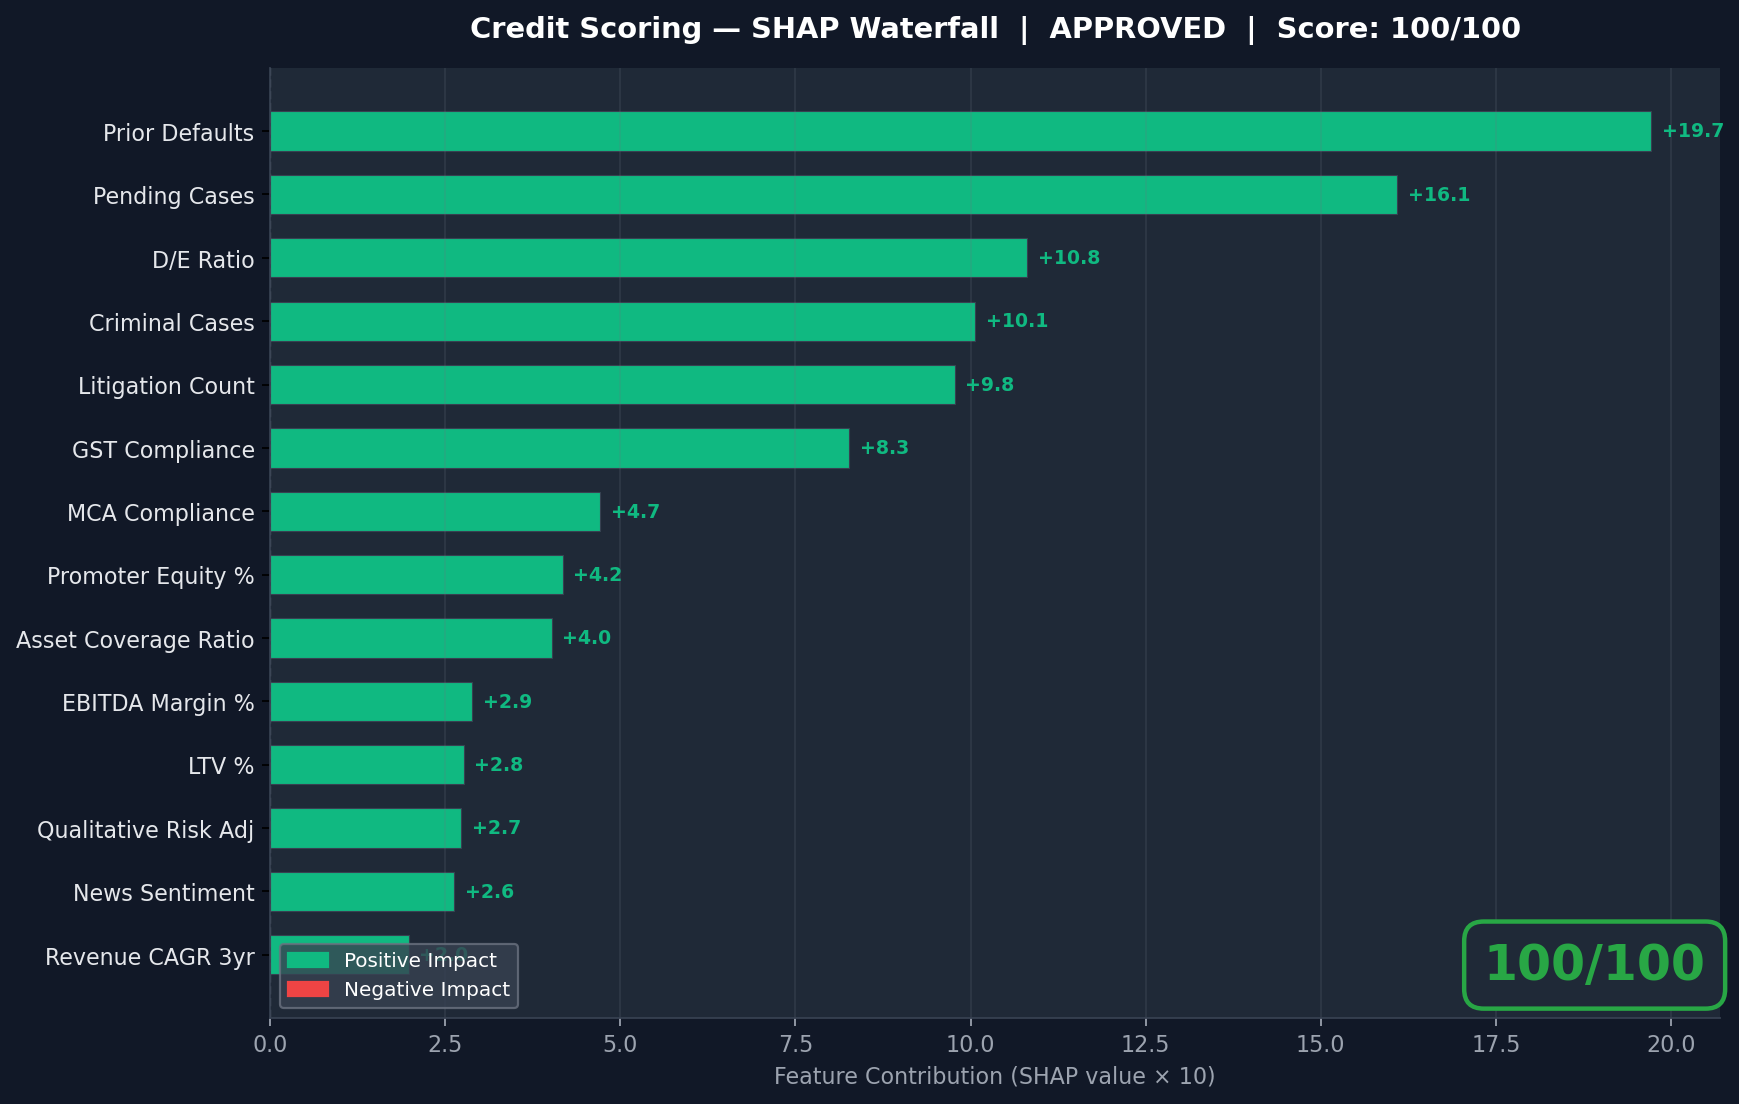 Credit Scoring — SHAP Waterfall | APPROVED | Score: 100/100
Prior Defaults +19.7
Pending Cases +16.1
D/E Ratio +10.8
Criminal Cases +10.1
Litigation Count +9.8
GST Compliance +8.3
MCA Compliance +4.7
Promoter Equity % +4.2
Asset Coverage Ratio +4.0
EBITDA Margin % +2.9
LTV % +2.8
Qualitative Risk Adj +2.7
News Sentiment +2.6
Revenue CAGR 3yr +2.0
Positive Impact
Negative Impact
100/100
0.0 2.5 5.0 7.5 10.0 12.5 15.0 17.5 20.0
Feature Contribution (SHAP value × 10)